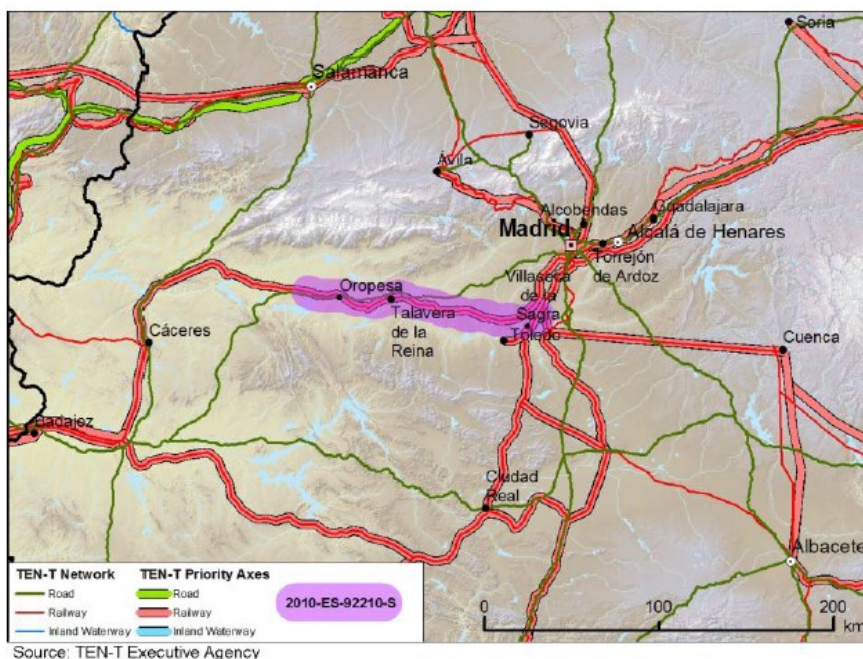 Soria
Salamanca
Segovia
Ávila
Alcobendas
Guadalajara
Madrid
Alcalá de Henares
Torrejón
de Ardoz
Villaseca
de la
Sagra
Oropesa
Talavera
de la
Reina
Toledo
Cáceres
Cuenca
Badajoz
Ciudad
Real
Albacete
TEN-T Network
TEN-T Priority Axes
Road
Road
Railway
Railway
Inland Waterway
Inland Waterway
2010-ES-92210-S
0 100 200
km
Source: TEN-T Executive Agency